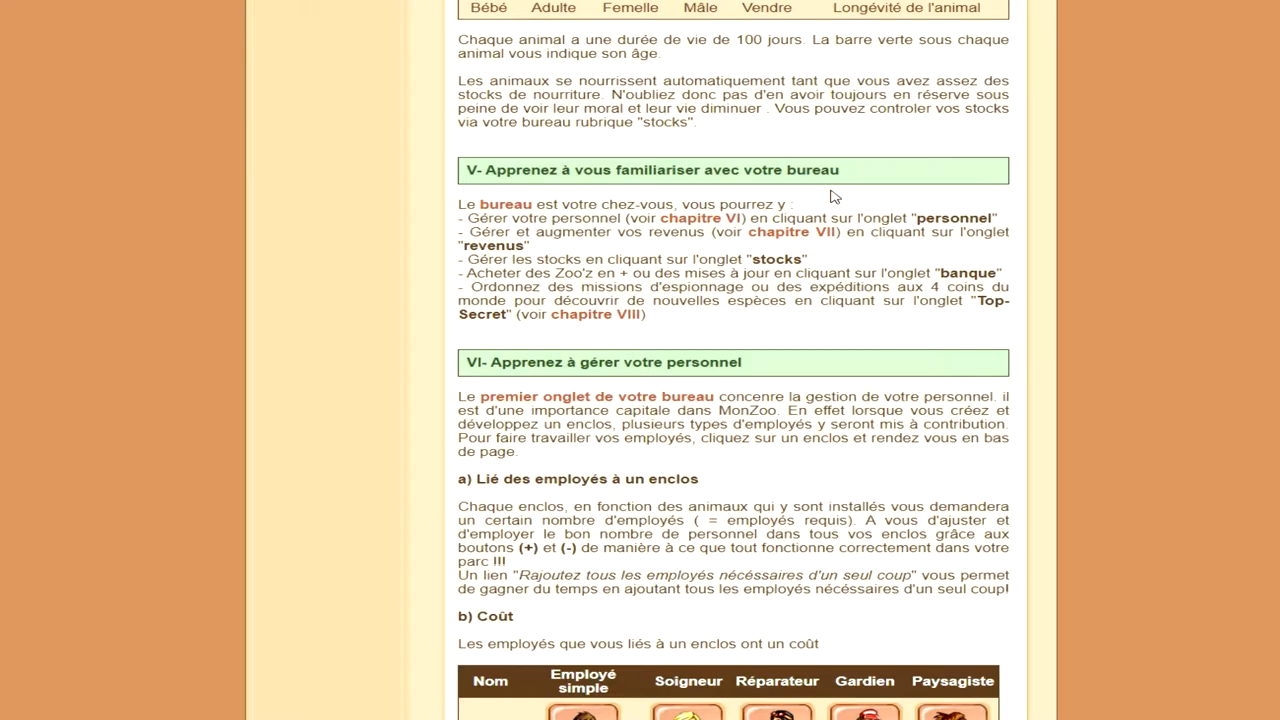 Bébé Adulte Femelle Mâle Vendre Longévité de l'animal
Chaque animal a une durée de vie de 100 jours. La barre verte sous chaque
animal vous indique son âge.
Les animaux se nourrissent automatiquement tant que vous avez assez des
stocks de nourriture. N'oubliez donc pas d'en avoir toujours en réserve sous
peine de voir leur moral et leur vie diminuer . Vous pouvez controler vos stocks
via votre bureau rubrique "stocks".
V- Apprenez à vous familiariser avec votre bureau
Le bureau est votre chez-vous, vous pourrez y :
- Gérer votre personnel (voir chapitre VI) en cliquant sur l'onglet "personnel"
- Gérer et augmenter vos revenus (voir chapitre VII) en cliquant sur l'onglet
"revenus"
- Gérer les stocks en cliquant sur l'onglet "stocks"
- Acheter des Zoo'z en + ou des mises à jour en cliquant sur l'onglet "banque"
- Ordonnez des missions d'espionnage ou des expéditions aux 4 coins du
monde pour découvrir de nouvelles espèces en cliquant sur l'onglet "Top-
Secret" (voir chapitre VIII)
VI- Apprenez à gérer votre personnel
Le premier onglet de votre bureau concenre la gestion de votre personnel. il
est d'une importance capitale dans MonZoo. En effet lorsque vous créez et
développez un enclos, plusieurs types d'employés y seront mis à contribution.
Pour faire travailler vos employés, cliquez sur un enclos et rendez vous en bas
de page.
a) Lié des employés à un enclos
Chaque enclos, en fonction des animaux qui y sont installés vous demandera
un certain nombre d'employés ( = employés requis). A vous d'ajuster et
d'employer le bon nombre de personnel dans tous vos enclos grâce aux
boutons (+) et (-) de manière à ce que tout fonctionne correctement dans votre
parc !!!
Un lien "Rajoutez tous les employés nécéssaires d'un seul coup" vous permet
de gagner du temps en ajoutant tous les employés nécéssaires d'un seul coup!
b) Coût
Les employés que vous liés à un enclos ont un coût
Nom Employé simple Soigneur Réparateur Gardien Paysagiste